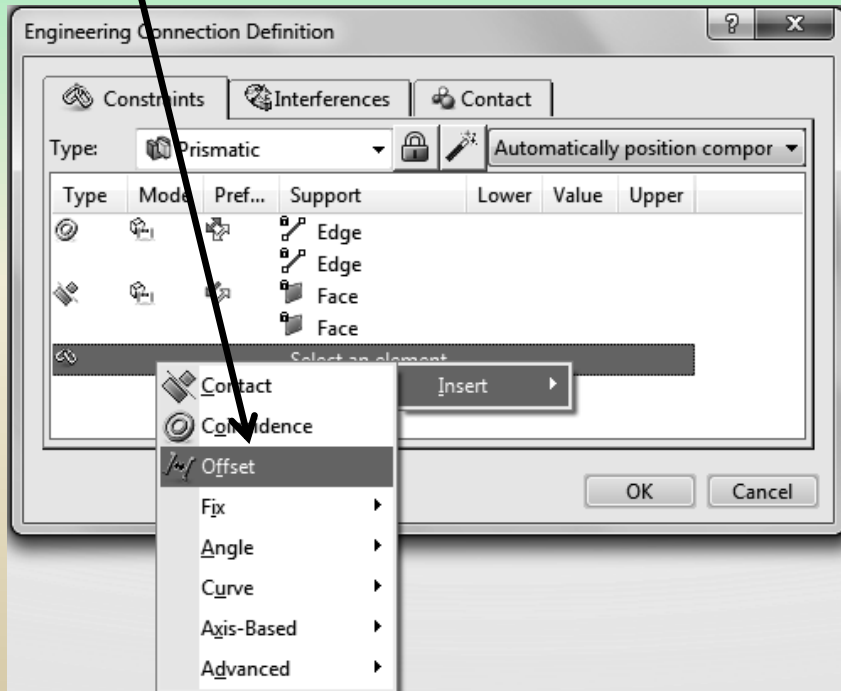 Engineering Connection Definition
? X
Constraints Interferences Contact
Type: Prismatic Automatically position compor
Type Mode Pref... Support Lower Value Upper
Edge
Edge
Face
Face
Select an element
Contact Insert
Coincidence
Offset
OK Cancel
Fix
Angle
Curve
Axis-Based
Advanced